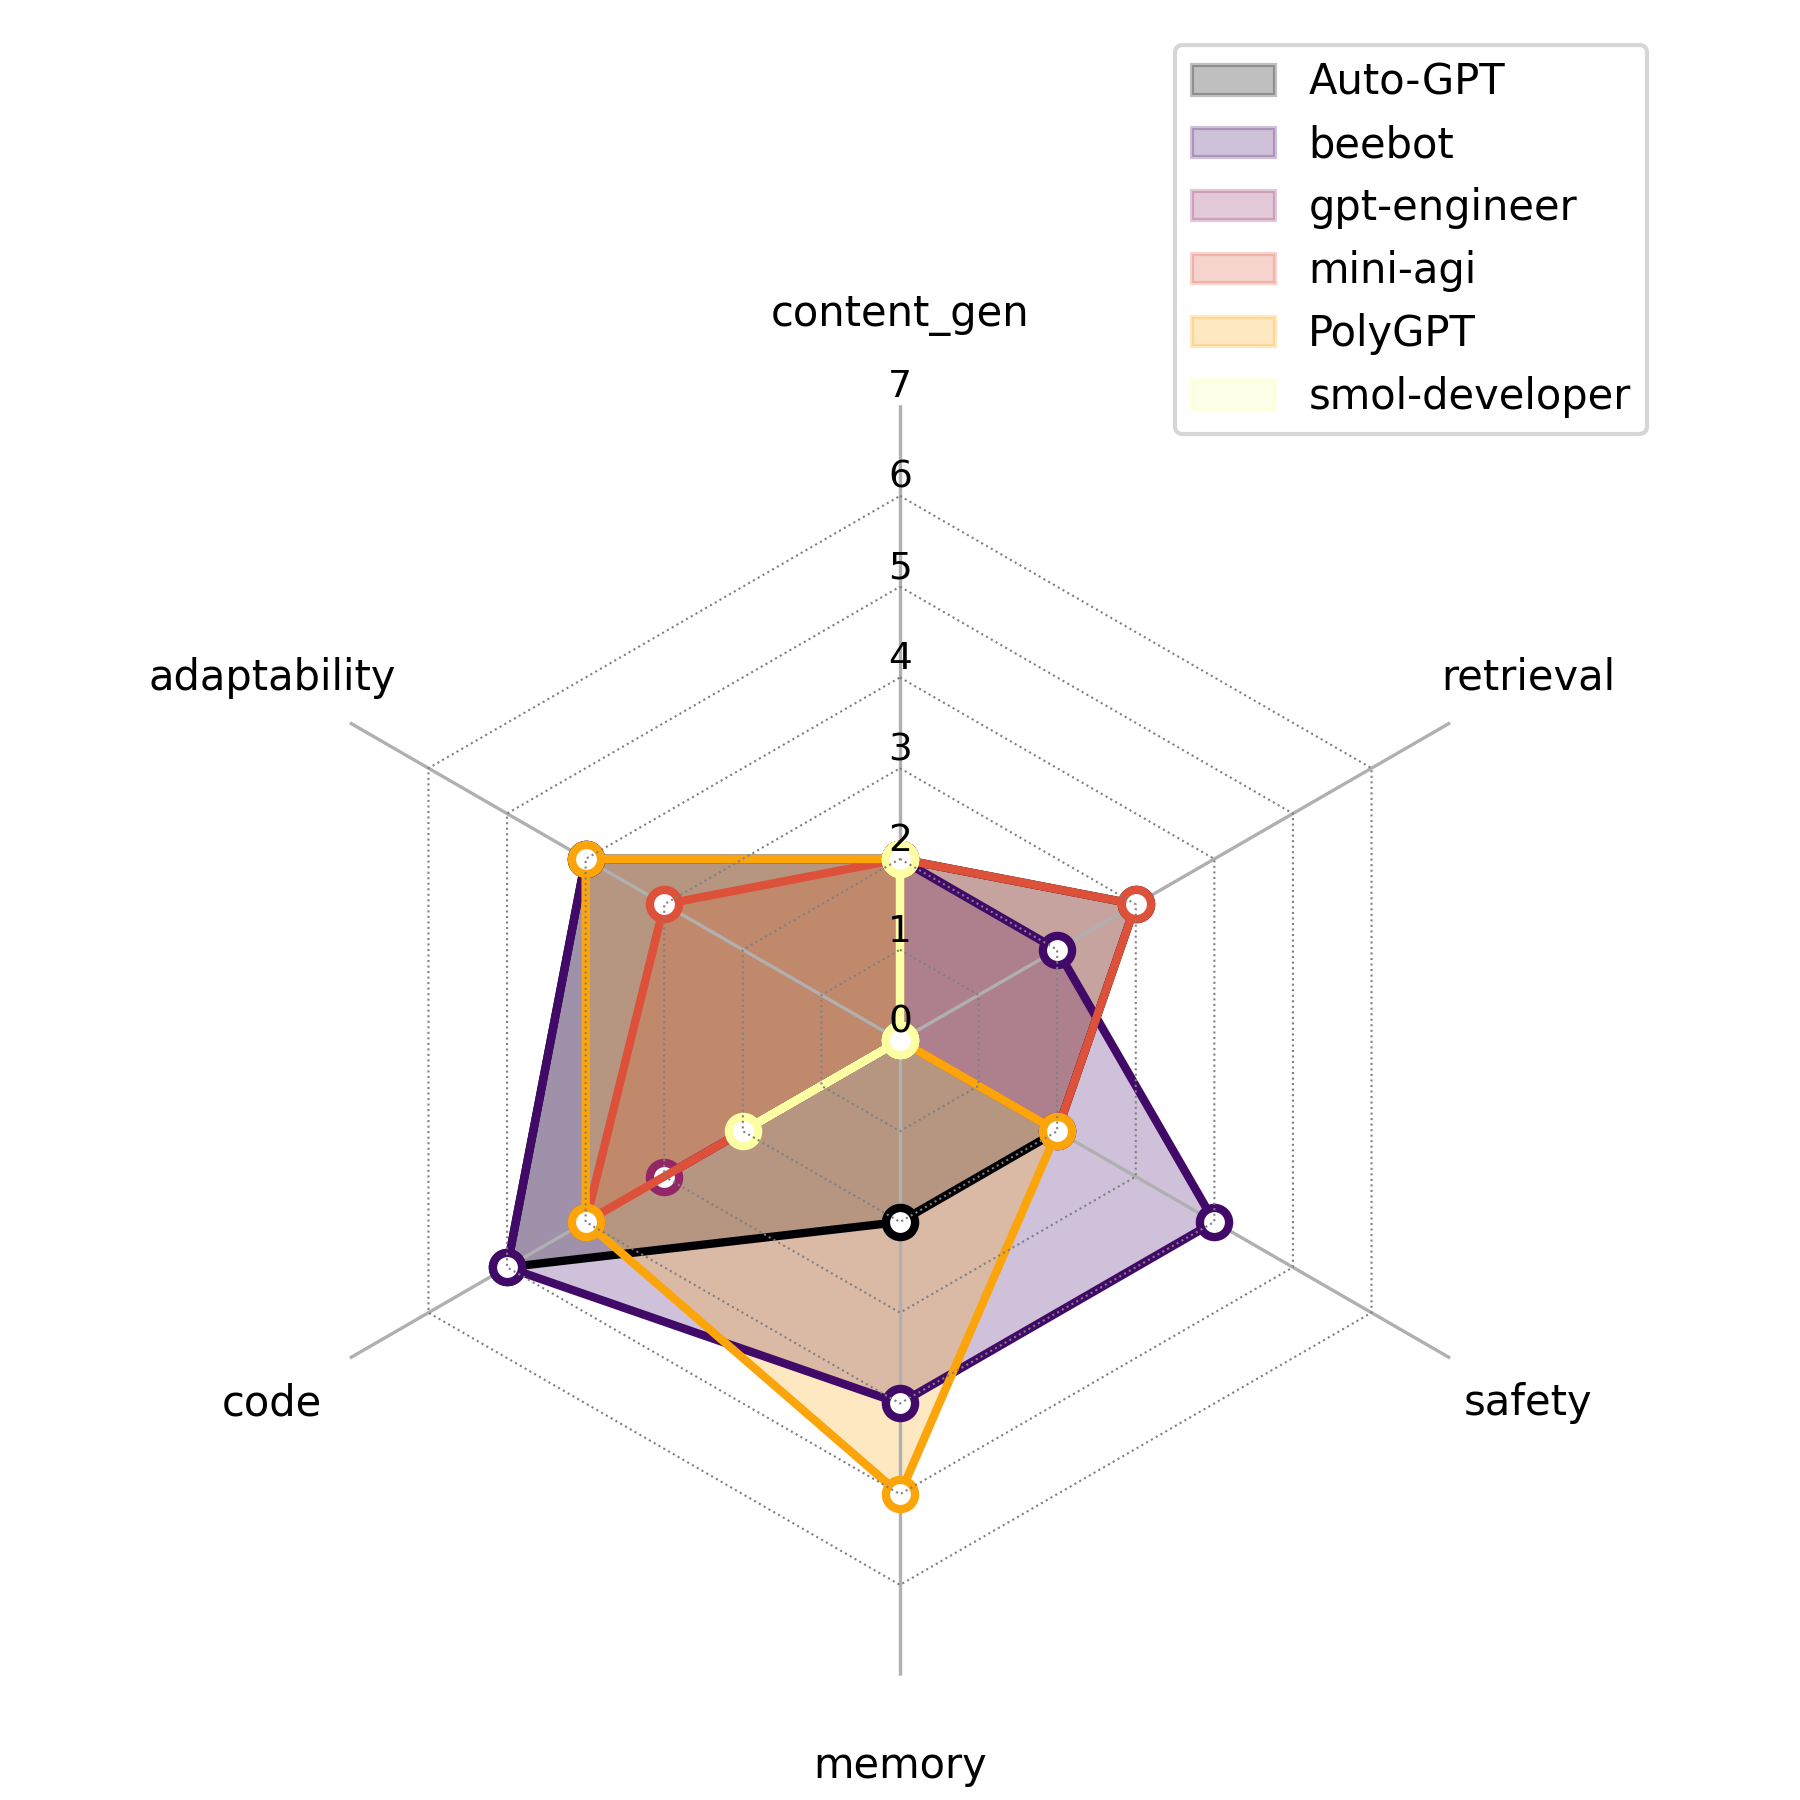 Auto-GPT
beebot
gpt-engineer
mini-agi
PolyGPT
smol-developer
content_gen
7
6
5
4
3
2
1
0
adaptability
retrieval
code
safety
memory